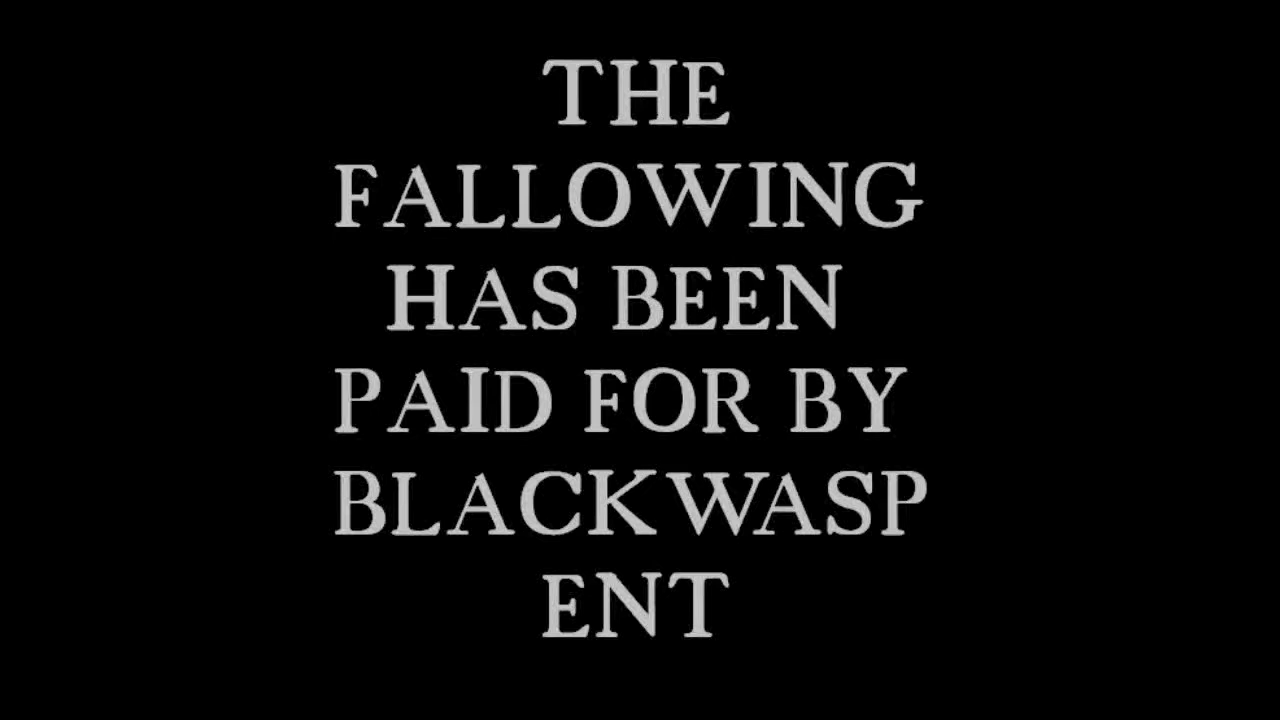 THE
FALLOWING
HAS BEEN
PAID FOR BY
BLACKWASP
ENT